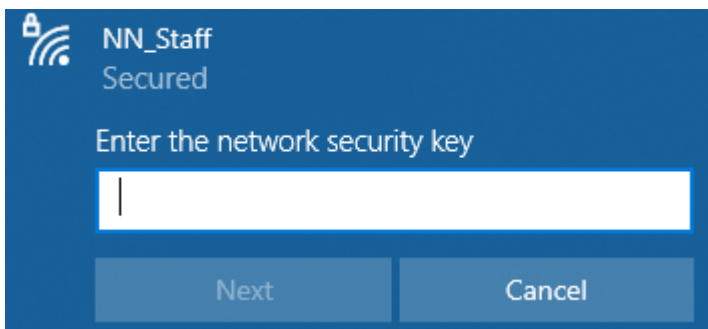 NN_Staff
Secured
Enter the network security key
Next
Cancel